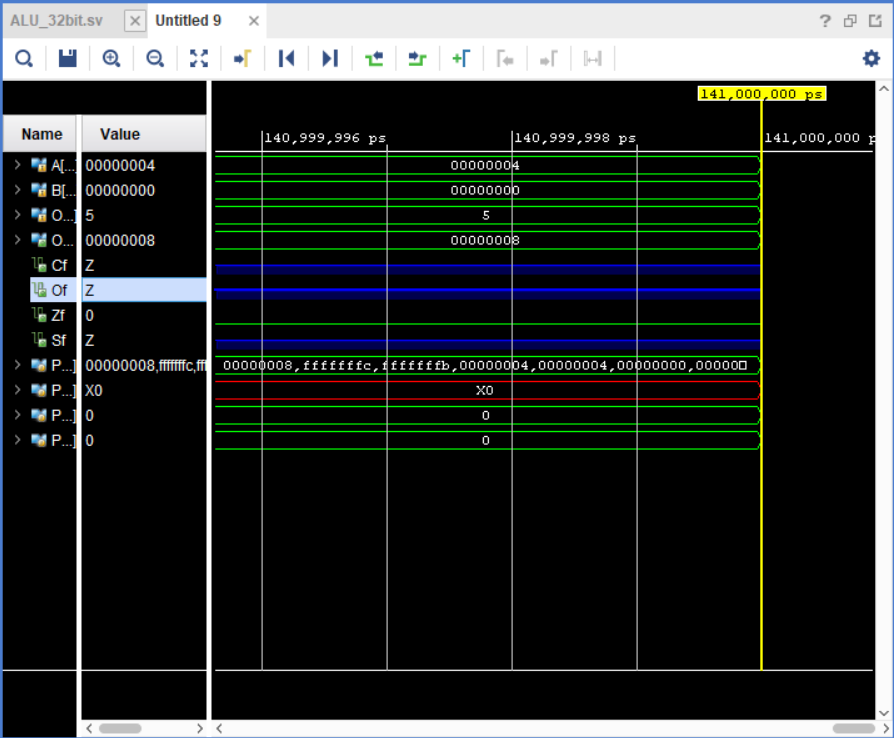 ALU_32bit.sv Untitled 9
?
141,000,000 ps
Name Value
140,999,996 ps 140,999,998 ps 141,000,000 p
A[...] 00000004 00000004
B[... 00000000 00000000
O...] 5 5
O... 00000008 00000008
Cf Z
Of Z
Zf 0
Sf Z
P...] 00000008,fffffffc,fff 00000008,fffffffc,fffffffb,00000004,00000004,00000000,00000
P...] X0 X0
P...] 0 0
P...] 0 0